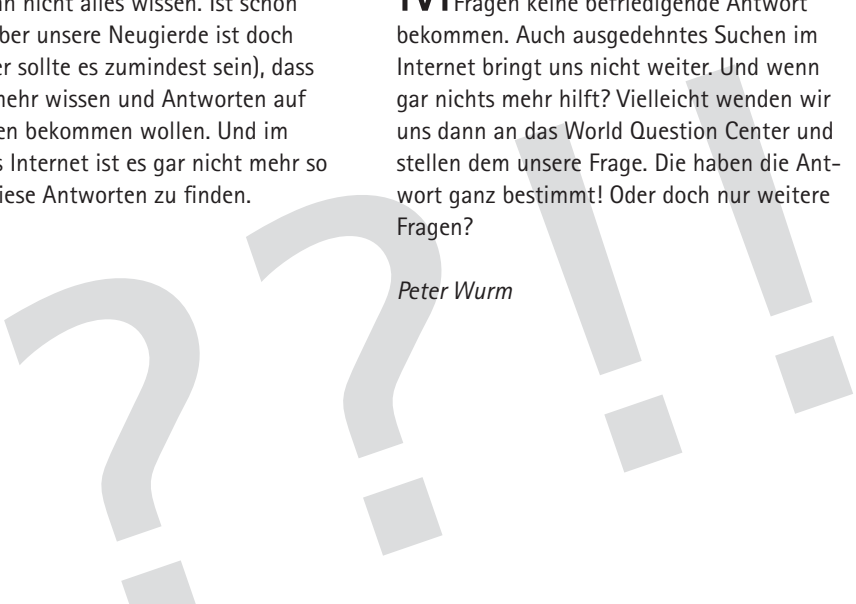 nn nicht alles wissen. Ist schon
ber unsere Neugierde ist doch
er sollte es zumindest sein), dass
mehr wissen und Antworten auf
en bekommen wollen. Und im
s Internet ist es gar nicht mehr so
diese Antworten zu finden.
Fragen keine befriedigende Antwort
bekommen. Auch ausgedehntes Suchen im
Internet bringt uns nicht weiter. Und wenn
gar nichts mehr hilft? Vielleicht wenden wir
uns dann an das World Question Center und
stellen dem unsere Frage. Die haben die Ant-
wort ganz bestimmt! Oder doch nur weitere
Fragen?
Peter Wurm
??!!